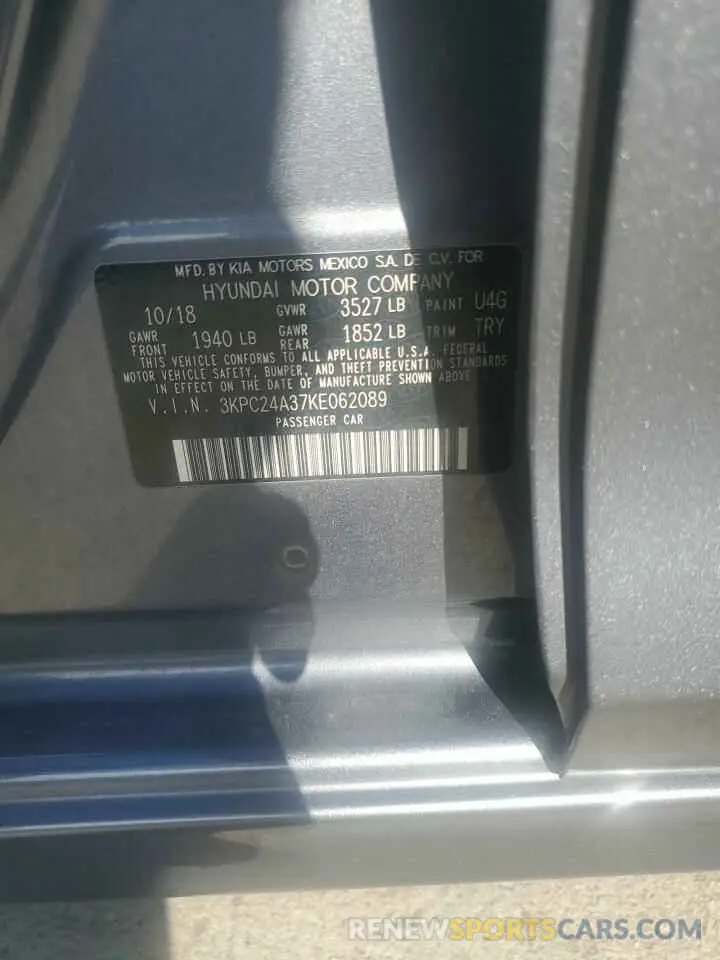 MFD. BY KIA MOTORS MEXICO S.A. DE C.V. FOR
HYUNDAI MOTOR COMPANY
10/18 GVWR 3527 LB PAINT U4G
GAWR FRONT 1940 LB GAWR REAR 1852 LB TRIM TRY
THIS VEHICLE CONFORMS TO ALL APPLICABLE U.S.A. FEDERAL
MOTOR VEHICLE SAFETY, BUMPER, AND THEFT PREVENTION STANDARDS
IN EFFECT ON THE DATE OF MANUFACTURE SHOWN ABOVE
V.I.N. 3KPC24A37KE062089
PASSENGER CAR
RENEWSPORTSCARS.COM